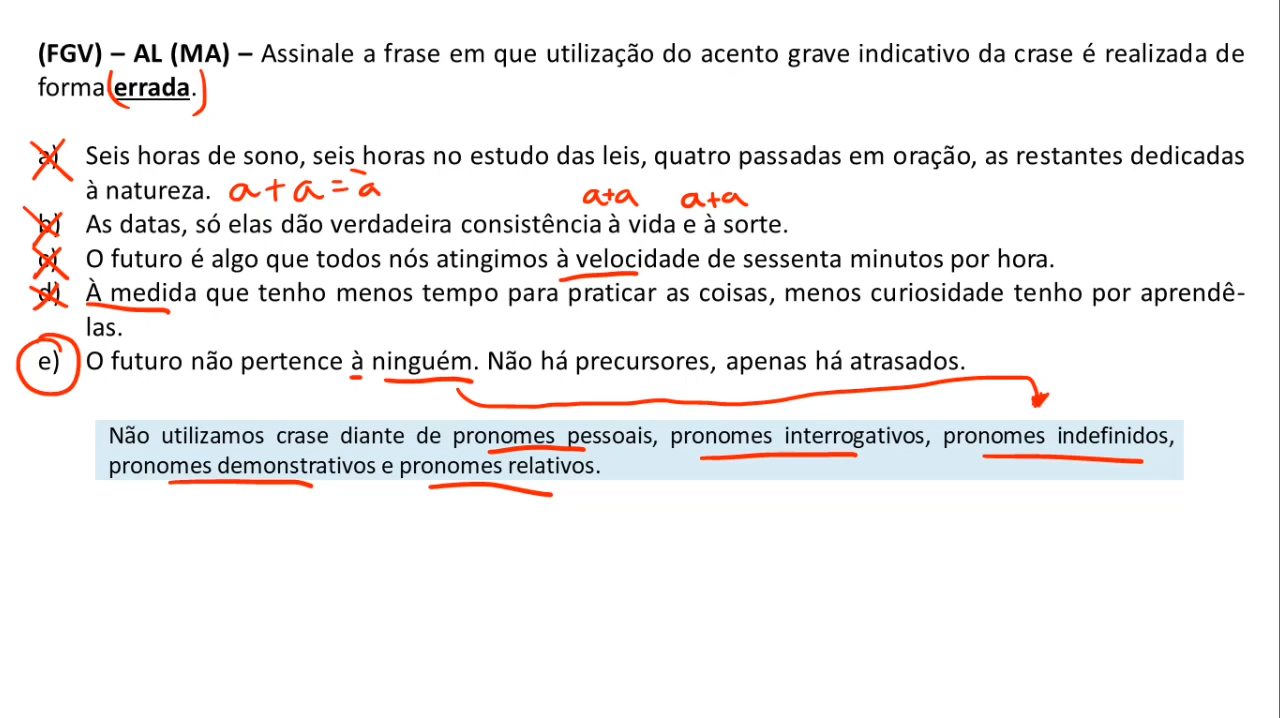 (FGV) – AL (MA) – Assinale a frase em que utilização do acento grave indicativo da crase é realizada de
forma errada.
a) Seis horas de sono, seis horas no estudo das leis, quatro passadas em oração, as restantes dedicadas
à natureza. a + a = à
a+a a+a
b) As datas, só elas dão verdadeira consistência à vida e à sorte.
c) O futuro é algo que todos nós atingimos à velocidade de sessenta minutos por hora.
d) À medida que tenho menos tempo para praticar as coisas, menos curiosidade tenho por aprendê-
las.
e) O futuro não pertence à ninguém. Não há precursores, apenas há atrasados.
Não utilizamos crase diante de pronomes pessoais, pronomes interrogativos, pronomes indefinidos,
pronomes demonstrativos e pronomes relativos.